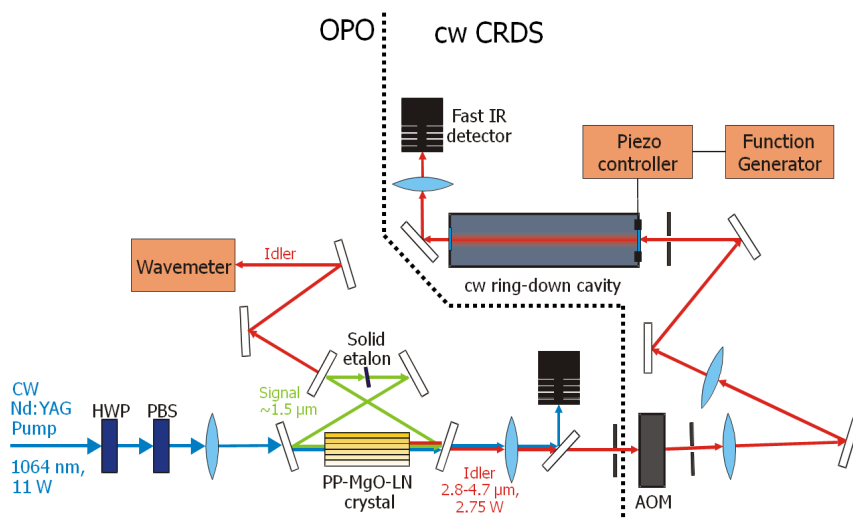 OPO
cw CRDS
Fast IR
detector
Piezo
controller
Function
Generator
Idler
Wavemeter
cw ring-down cavity
Solid
etalon
CW
Nd:YAG
Pump
HWP
PBS
Signal
~1.5 μm
1064 nm,
11 W
PP-MgO-LN
crystal
Idler
2.8-4.7 μm,
2.75 W
AOM